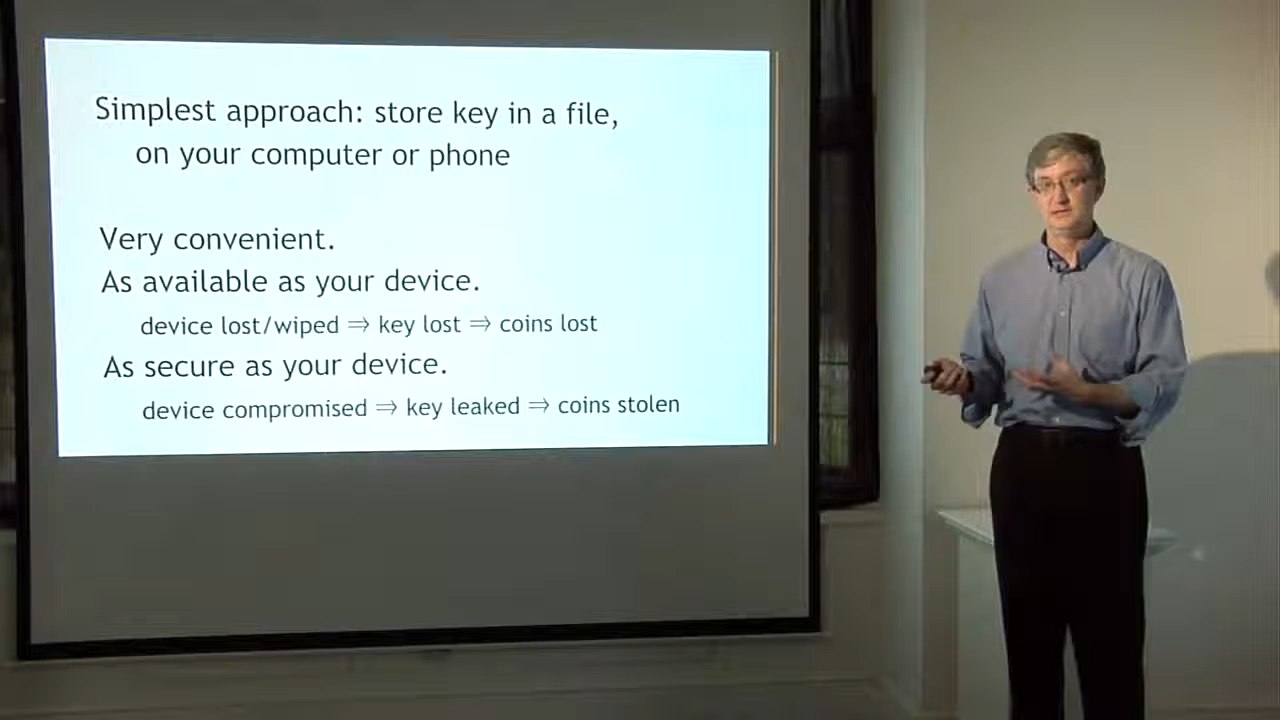 Simplest approach: store key in a file,
on your computer or phone
Very convenient.
As available as your device.
device lost/wiped ⇒ key lost ⇒ coins lost
As secure as your device.
device compromised ⇒ key leaked ⇒ coins stolen